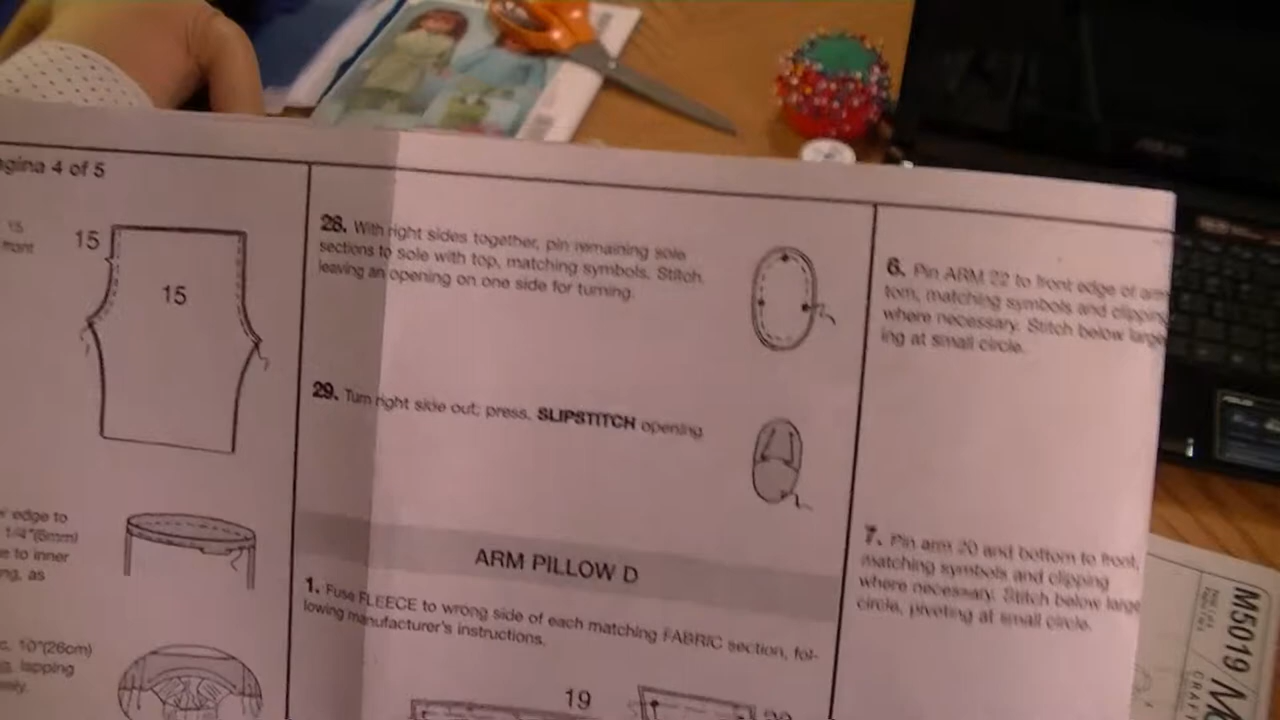 agina 4 of 5
15
front
15
15
edge to
1/4"(6mm)
e to inner
ng, as
10"(26cm)
lapping
28. With right sides together, pin remaining sole
sections to sole with top, matching symbols. Stitch,
leaving an opening on one side for turning.
29. Turn right side out; press. SLIPSTITCH opening.
ARM PILLOW D
1. Fuse FLEECE to wrong side of each matching FABRIC section, fol-
lowing manufacturer's instructions.
19
6. Pin ARM 22 to front edge of arm
tom, matching symbols and clipping
where necessary. Stitch below large
ing at small circle.
7. Pin arm 20 and bottom to front,
matching symbols and clipping
where necessary. Stitch below large
circle, pivoting at small circle.
M5019/M
CRAF
ASUS